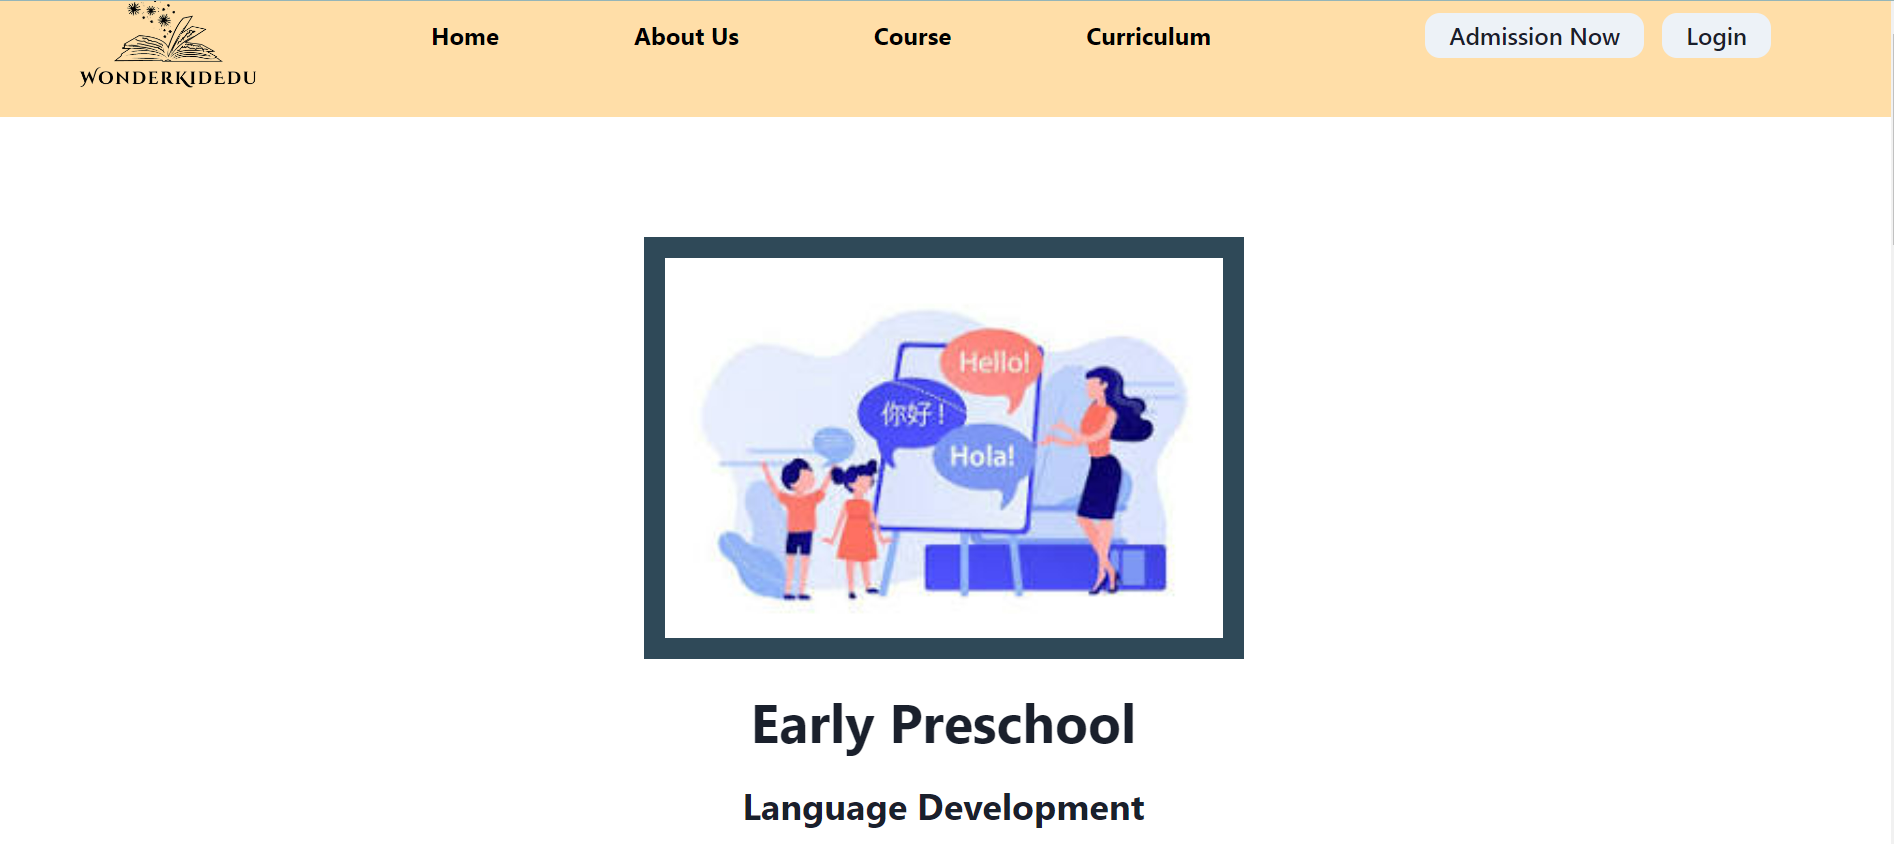 Home About Us Course Curriculum Admission Now Login
WONDERKIDEDU
Hello!
你好!
Hola!
Early Preschool
Language Development